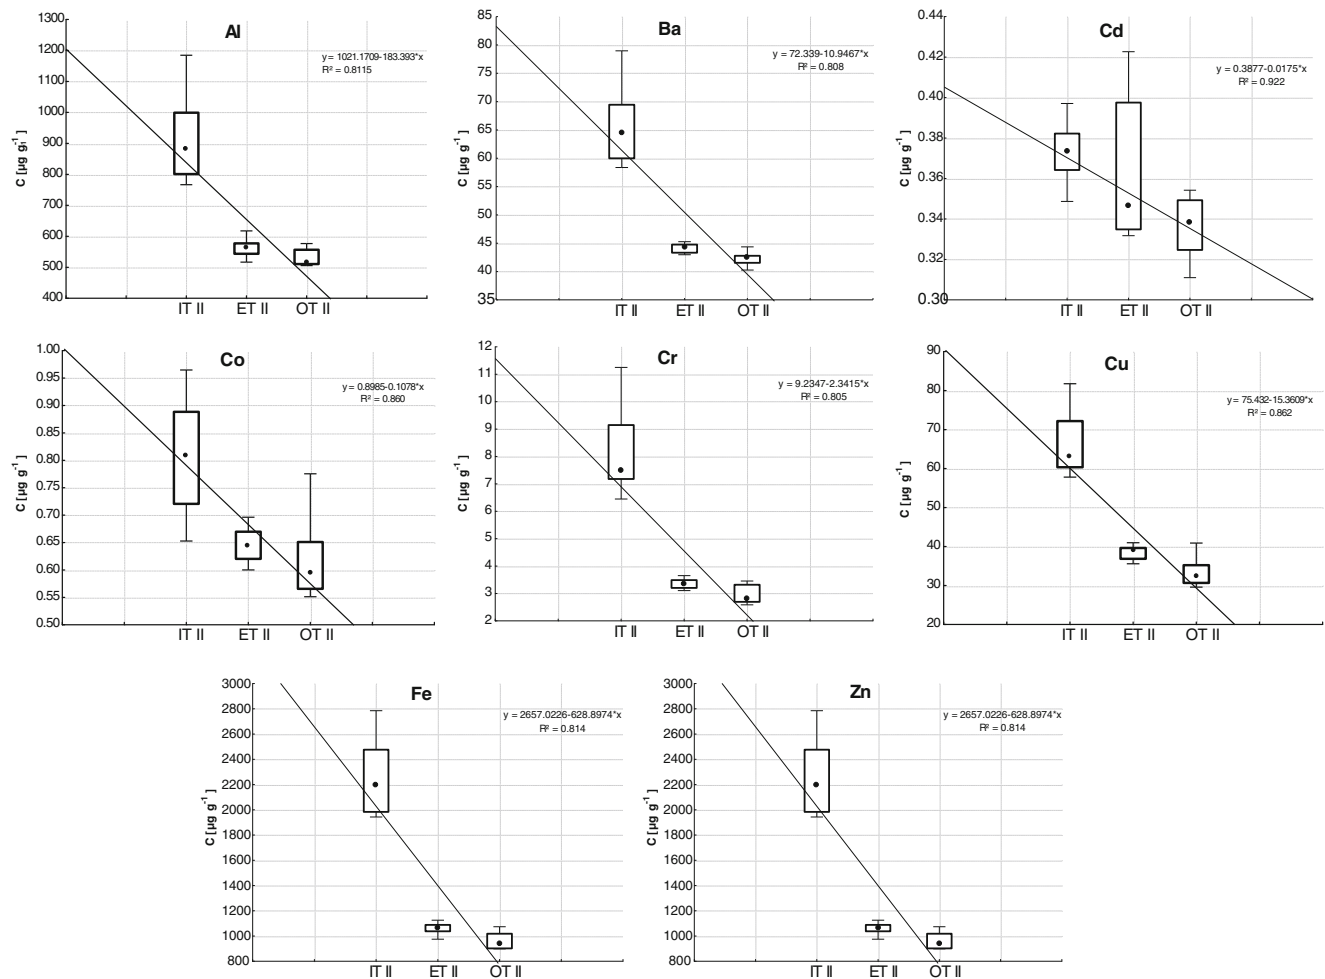 Al
y = 1021.1709-183.393*x
R² = 0.8115
C [µg g-1]
1300
1200
1100
1000
900
800
700
600
500
400
IT II ET II OT II
Ba
y = 72.339-10.9467*x
R² = 0.808
C [µg g-1]
85
80
75
70
65
60
55
50
45
40
35
IT II ET II OT II
Cd
y = 0.3877-0.0175*x
R² = 0.922
C [µg g-1]
0.44
0.42
0.40
0.38
0.36
0.34
0.32
0.30
IT II ET II OT II
Co
y = 0.8985-0.1078*x
R² = 0.860
C [µg g-1]
1.00
0.95
0.90
0.85
0.80
0.75
0.70
0.65
0.60
0.55
0.50
IT II ET II OT II
Cr
y = 9.2347-2.3415*x
R² = 0.805
C [µg g-1]
12
11
10
9
8
7
6
5
4
3
2
IT II ET II OT II
Cu
y = 75.432-15.3609*x
R² = 0.862
C [µg g-1]
90
80
70
60
50
40
30
20
IT II ET II OT II
Fe
y = 2657.0226-628.8974*x
R² = 0.814
C [µg g-1]
3000
2800
2600
2400
2200
2000
1800
1600
1400
1200
1000
800
IT II ET II OT II
Zn
y = 2657.0226-628.8974*x
R² = 0.814
C [µg g-1]
3000
2800
2600
2400
2200
2000
1800
1600
1400
1200
1000
800
IT II ET II OT II